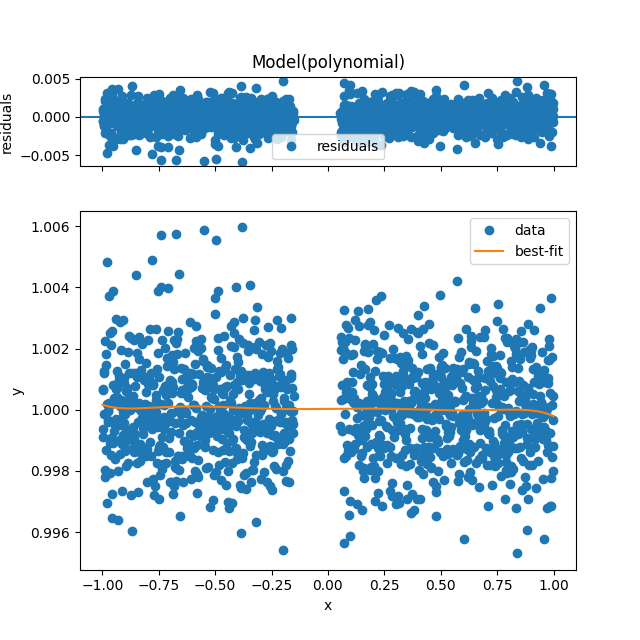 Model(polynomial)
residuals
0.005
0.000
−0.005
residuals
y
1.006
1.004
1.002
1.000
0.998
0.996
data
best-fit
−1.00 −0.75 −0.50 −0.25 0.00 0.25 0.50 0.75 1.00
x